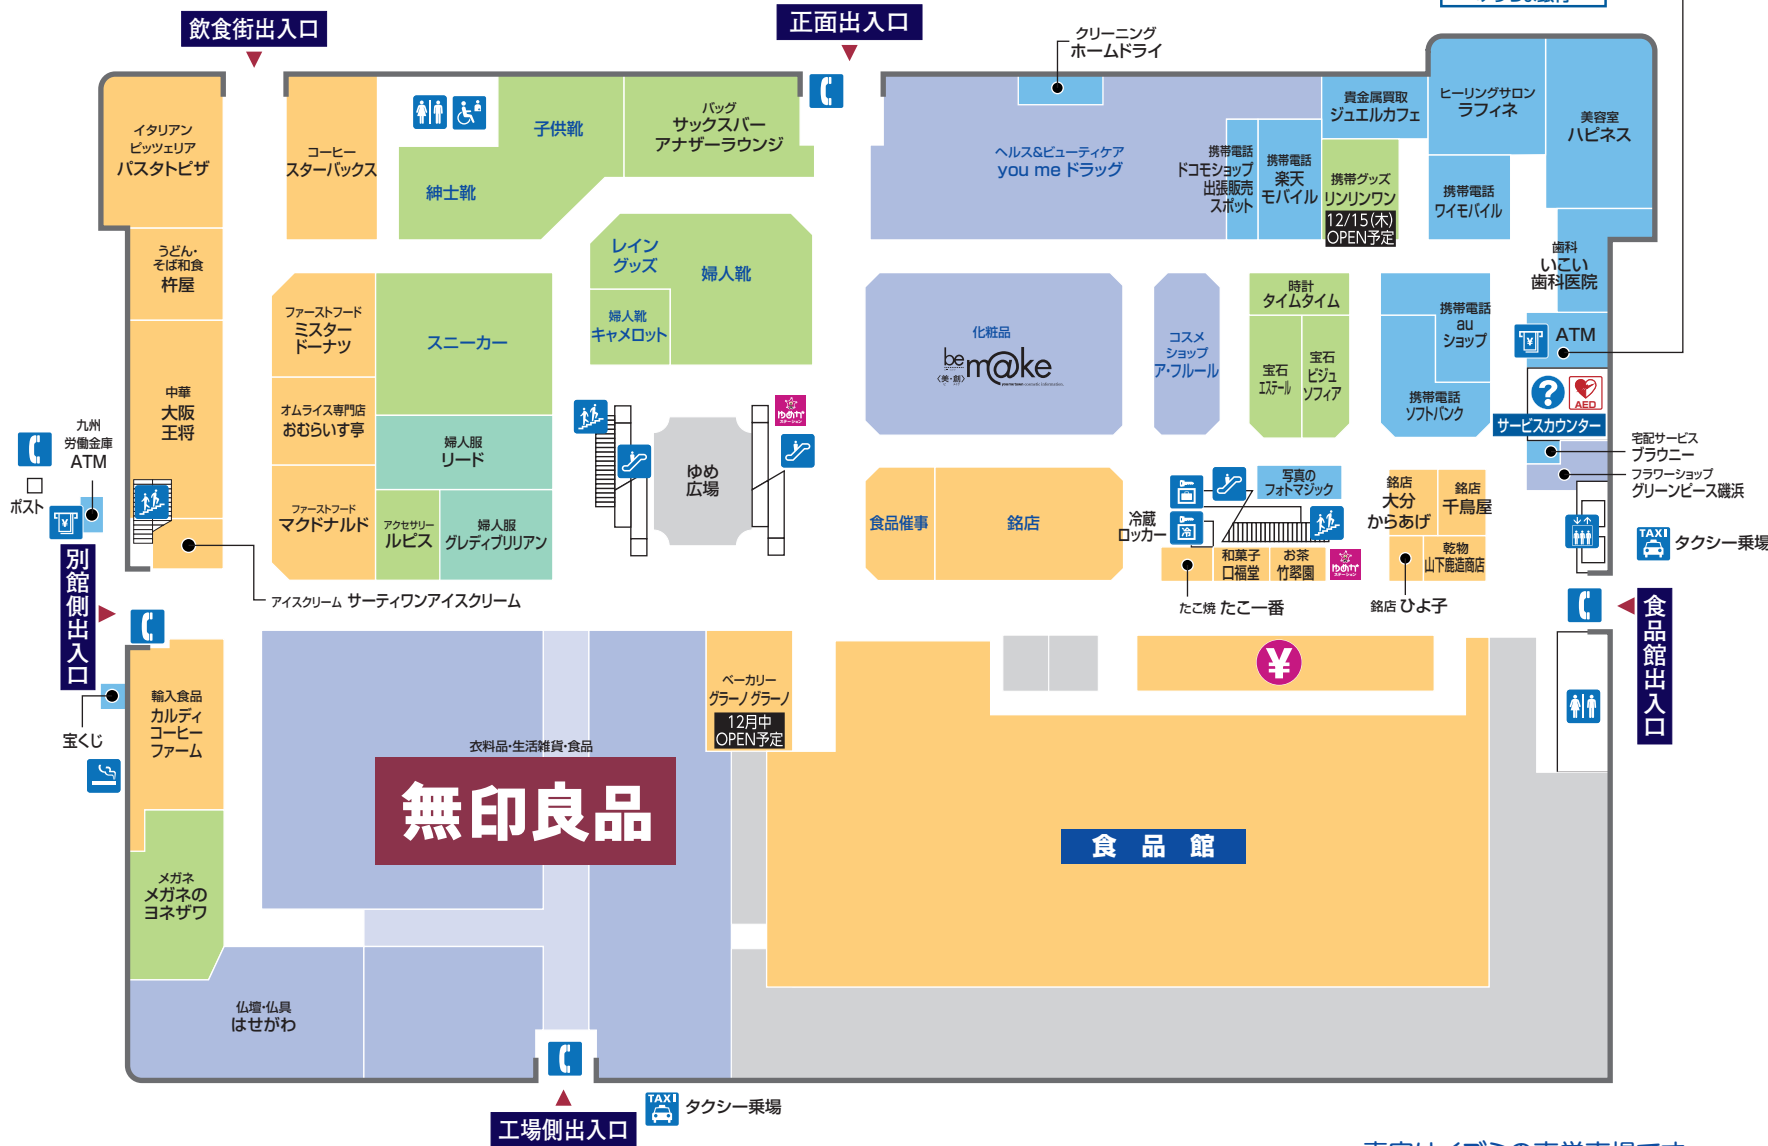 飲食街出入口
正面出入口
クリーニング
ホームドライ
イタリアン
ピッツェリア
パスタトピザ
コーヒー
スターバックス
子供靴
紳士靴
バッグ
サックスバー
アナザーラウンジ
ヘルス&ビューティケア
you me ドラッグ
携帯電話
ドコモショップ
出張販売
スポット
携帯電話
楽天
モバイル
貴金属買取
ジュエルカフェ
携帯グッズ
リンリンワン
12/15(木)
OPEN予定
ヒーリングサロン
ラフィネ
携帯電話
ワイモバイル
美容室
ハピネス
歯科
いこい
歯科医院
うどん・
そば和食
杵屋
レイン
グッズ
婦人靴
婦人靴
キャメロット
ファーストフード
ミスター
ドーナツ
スニーカー
化粧品
be
m@ke
〈美・創〉
コスメ
ショップ
ア・フルール
時計
タイムタイム
宝石
エステール
宝石
ビジュ
ソフィア
携帯電話
au
ショップ
携帯電話
ソフトバンク
ATM
AED
サービスカウンター
宅配サービス
ブラウニー
フラワーショップ
グリーンピース磯浜
中華
大阪
王将
オムライス専門店
おむらいす亭
婦人服
リード
ゆめか
ステーション
ゆめ
広場
九州
労働金庫
ATM
ポスト
ファーストフード
マクドナルド
アクセサリー
ルピス
婦人服
グレディブリリアン
食品催事
銘店
写真の
フォトマジック
冷蔵
ロッカー
冷
和菓子
口福堂
お茶
竹翠園
ゆめか
ステーション
たこ焼 たこ一番
銘店
大分
からあげ
銘店
千鳥屋
乾物
山下鹿造商店
銘店 ひよ子
TAXI
タクシー乗場
アイスクリーム サーティワンアイスクリーム
別館側出入口
食品館出入口
輸入食品
カルディ
コーヒー
ファーム
宝くじ
ベーカリー
グラーノ グラーノ
12月中
OPEN予定
¥
衣料品・生活雑貨・食品
無印良品
食品館
メガネ
メガネの
ヨネザワ
仏壇・仏具
はせがわ
工場側出入口
TAXI
タクシー乗場